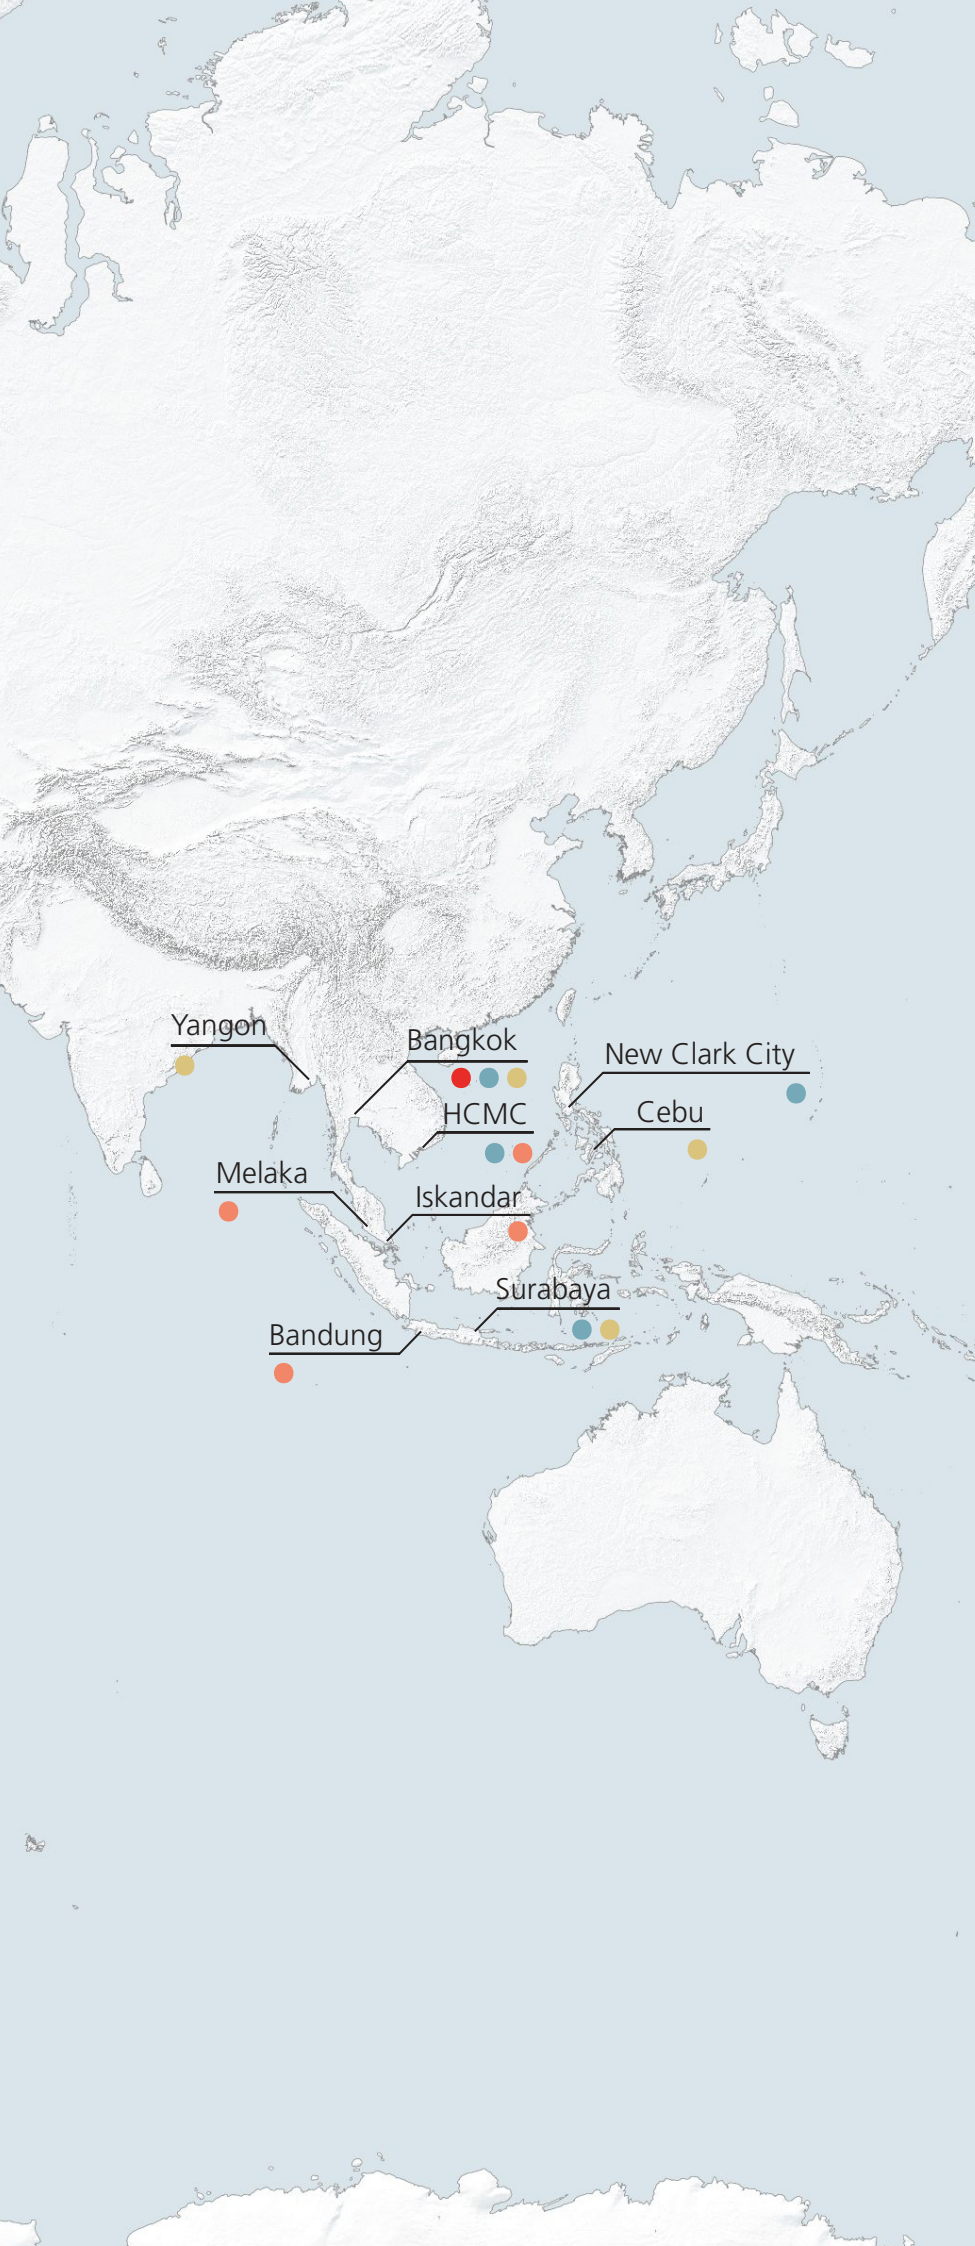 Yangon
Bangkok
New Clark City
HCMC
Cebu
Melaka
Iskandar
Surabaya
Bandung